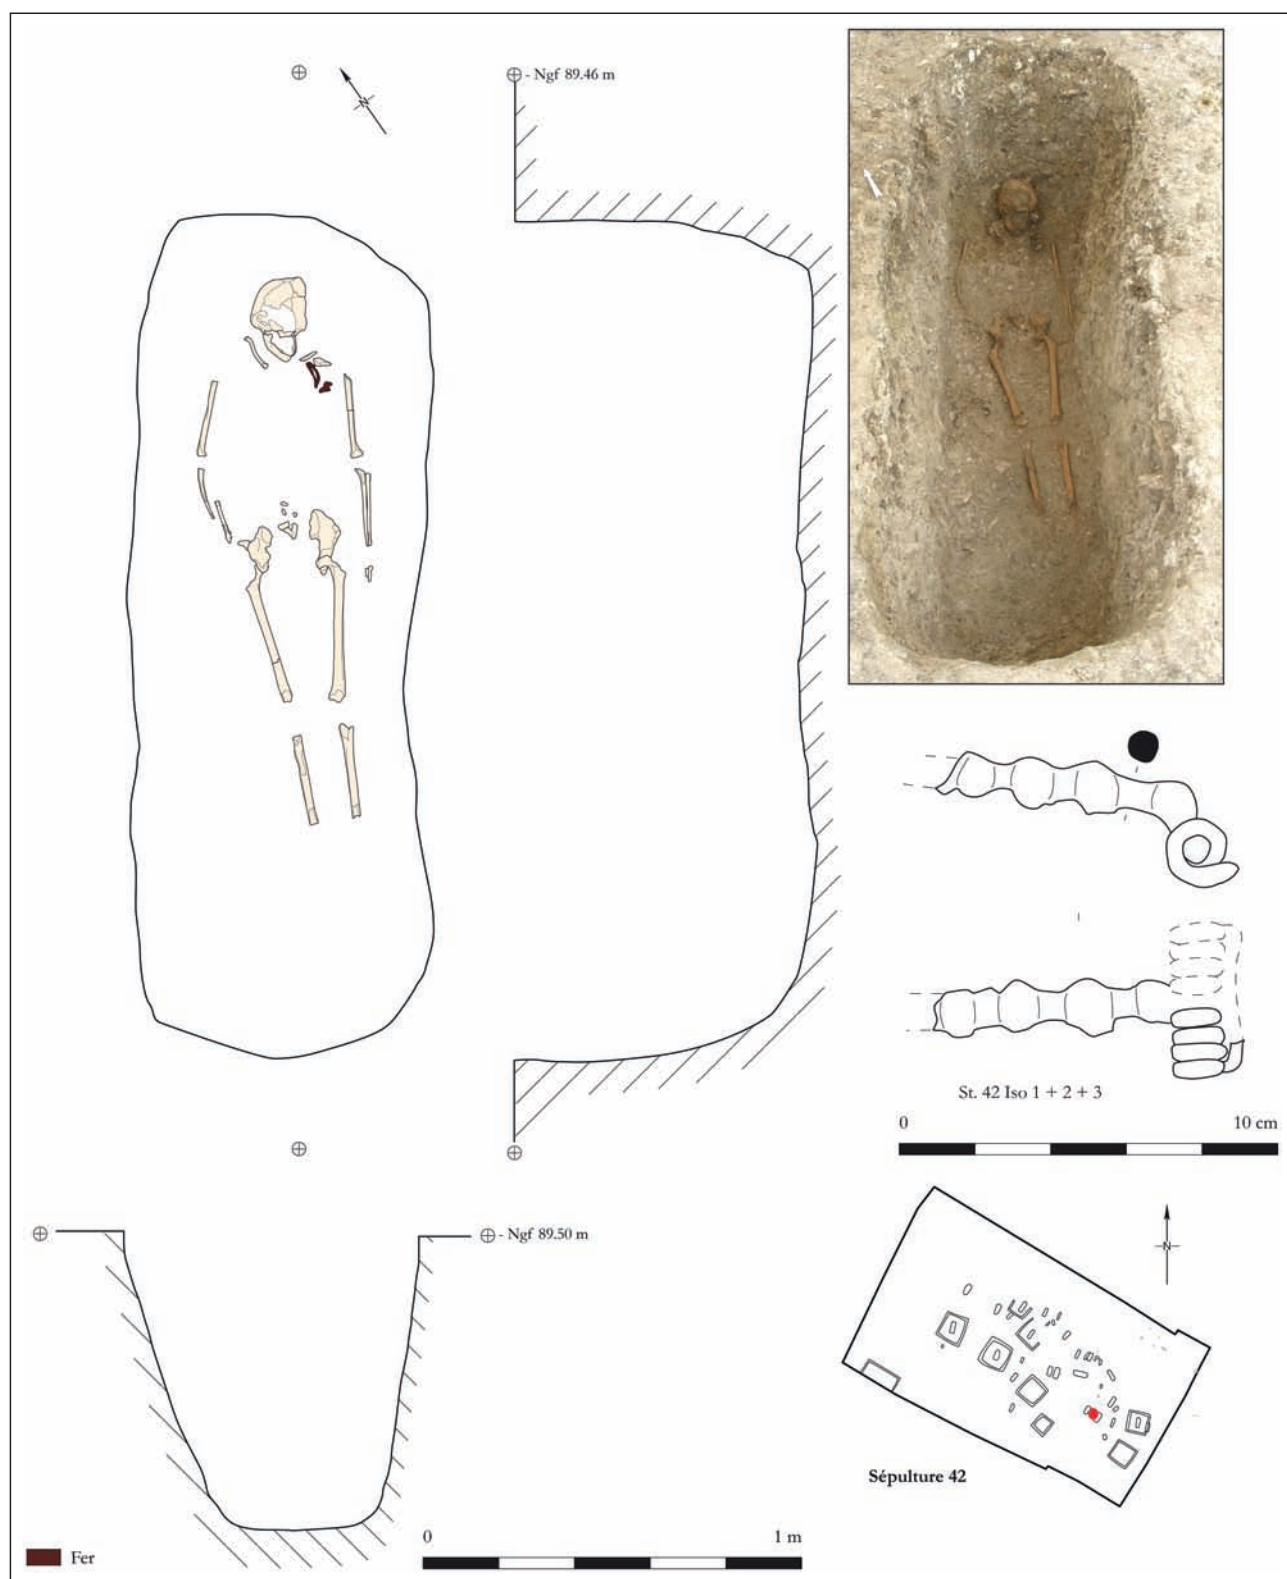 N
- Ngf 89.46 m
St. 42 Iso 1 + 2 + 3
0 10 cm
- Ngf 89.50 m
N
Sépulture 42
0 1 m
Fer